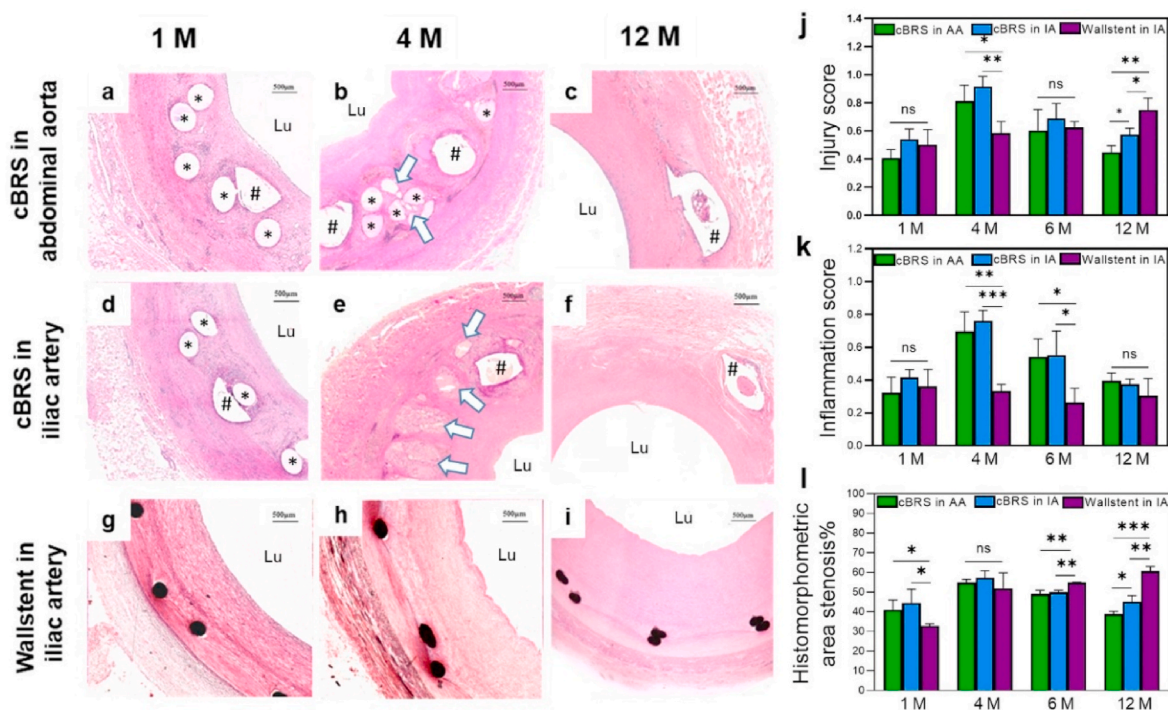 1 M
4 M
12 M
cBRS in
abdominal aorta
cBRS in
iliac artery
Wallstent in
iliac artery
a
500μm
Lu
*
*
*
*
#
*
b
500μm
Lu
*
#
*
*
*
*
#
c
500μm
Lu
#
d
500μm
Lu
*
*
#
*
*
e
500μm
#
Lu
f
500μm
#
Lu
g
500μm
Lu
h
500μm
Lu
i
500μm
Lu
j
Injury score
1.4
1.2
1.0
0.8
0.6
0.4
0.2
0.0
cBRS in AA
cBRS in IA
Wallstent in IA
ns
*
**
ns
**
*
*
1 M
4 M
6 M
12 M
k
Inflammation score
1.2
1.0
0.8
0.6
0.4
0.2
0.0
cBRS in AA
cBRS in IA
Wallstent in IA
ns
**
***
*
*
ns
1 M
4 M
6 M
12 M
l
Histomorphometric
area stenosis%
100
90
80
70
60
50
40
30
20
10
0
cBRS in AA
cBRS in IA
Wallstent in IA
*
*
ns
**
**
***
**
*
1 M
4 M
6 M
12 M